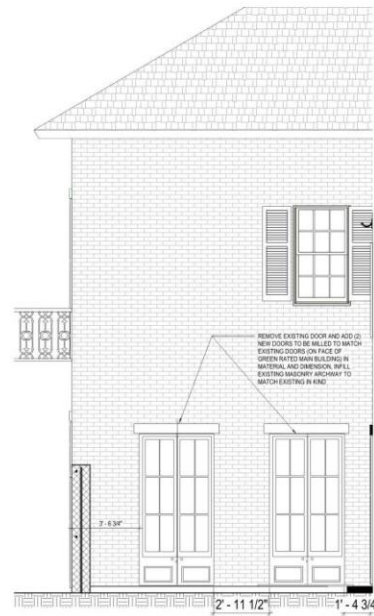 REMOVE EXISTING DOOR AND ADD (2)
NEW DOORS TO BE MILLED TO MATCH
EXISTING DOORS (ON FACE OF
GREEN RATED MAIN BUILDING) IN
MATERIAL AND DIMENSION, INFILL
EXISTING MASONRY ARCHWAY TO
MATCH EXISTING IN KIND
3' - 6 3/4"
2' - 11 1/2"
1' - 4 3/4